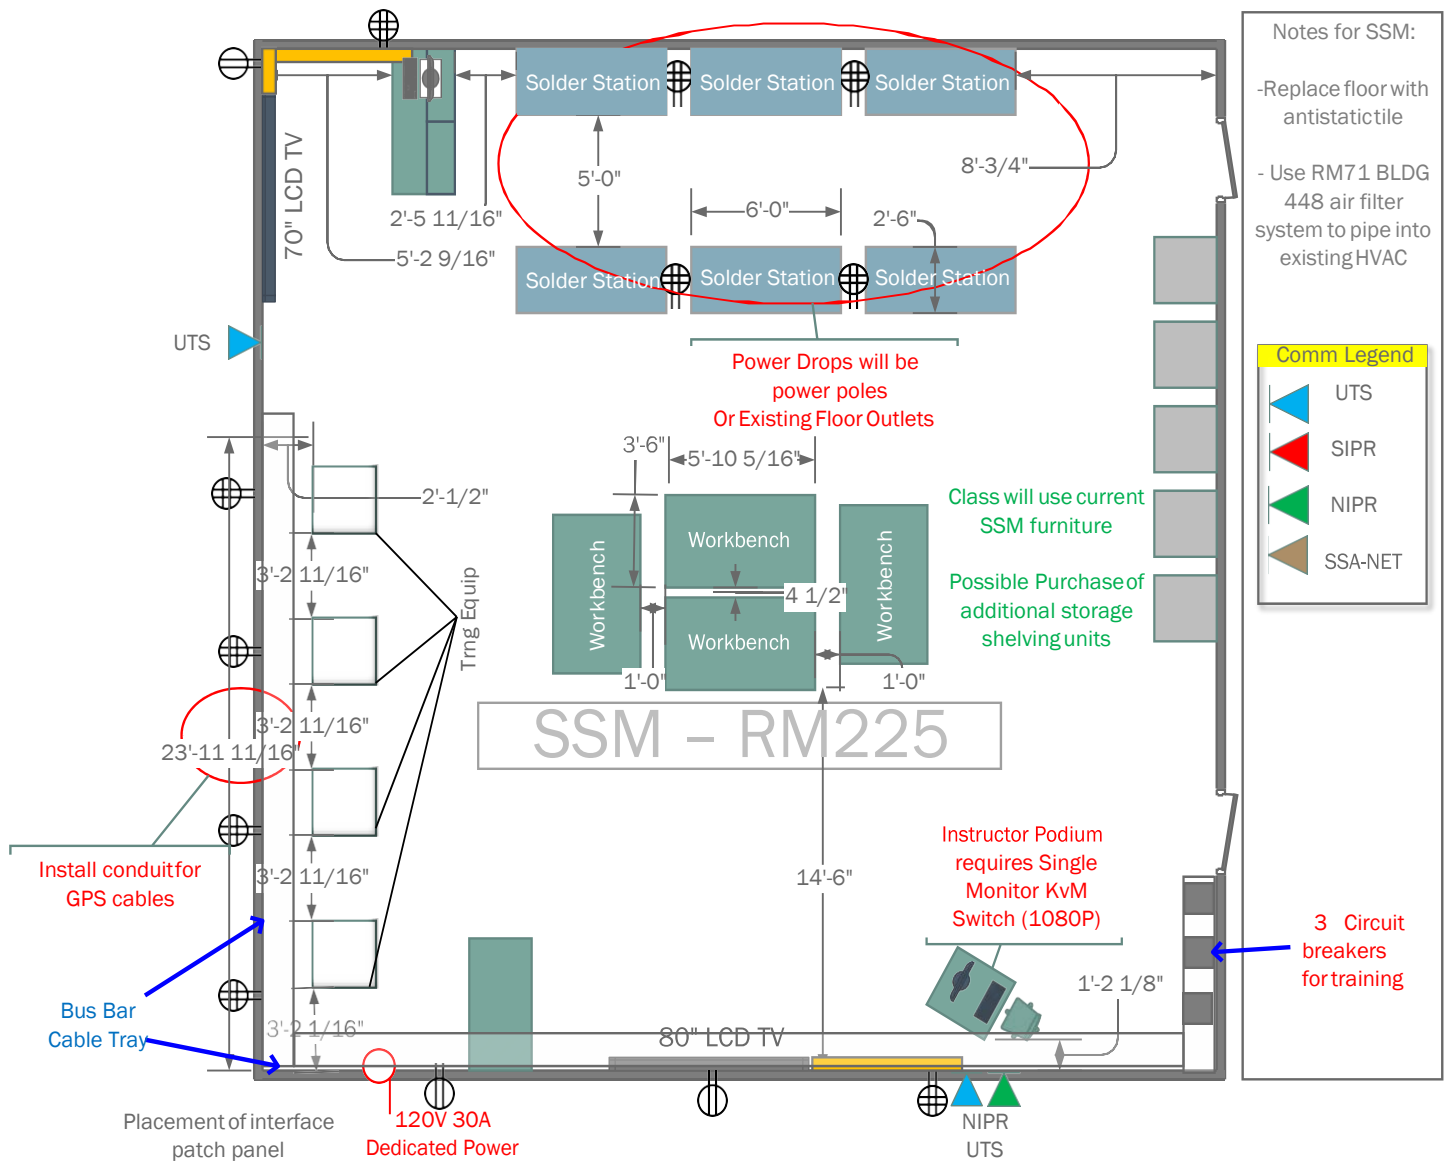 Notes for SSM:
-Replace floor with
antistatic tile
- Use RM71 BLDG
448 air filter
system to pipe into
existing HVAC
Comm Legend
UTS
SIPR
NIPR
SSA-NET
Solder Station
Solder Station
Solder Station
70" LCD TV
8'-3/4"
5'-0"
6'-0"
2'-6"
2'-5 11/16"
5'-2 9/16"
Solder Station
Solder Station
Solder Station
UTS
Power Drops will be
power poles
Or Existing Floor Outlets
3'-6"
5'-10 5/16"
2'-1/2"
Class will use current
SSM furniture
Possible Purchase of
additional storage
shelving units
Workbench
Workbench
Workbench
Workbench
4 1/2"
1'-0"
1'-0"
3'-2 11/16"
Trng Equip
3'-2 11/16"
23'-11 11/16"
SSM – RM225
Install conduit for
GPS cables
3'-2 11/16"
14'-6"
Instructor Podium
requires Single
Monitor KvM
Switch (1080P)
3 Circuit
breakers
for training
1'-2 1/8"
Bus Bar
Cable Tray
3'-2 1/16"
80" LCD TV
Placement of interface
patch panel
120V 30A
Dedicated Power
NIPR
UTS